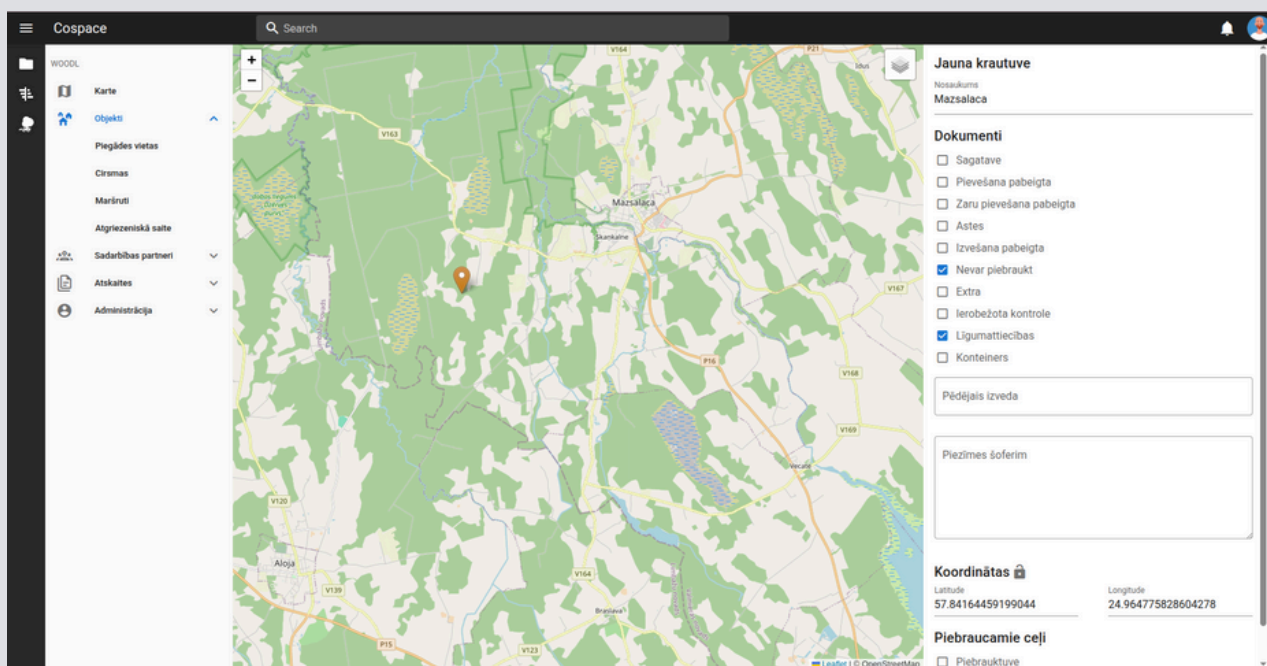 Cospace
Search
WOODL
Karte
Objekti
Piegādes vietas
Cirsmas
Maršruti
Atgriezeniskā saite
Sadarbības partneri
Atskaites
Administrācija
+
−
V164
P21
Idus
V163
Mazsalaca
Skaņkalne
V167
P16
V168
V169
Vecate
V120
Aloja
V139
V164
Braslava
P15
V123
Leaflet | © OpenStreetMap
Jauna krautuve
Nosaukums
Mazsalaca
Dokumenti
Sagatave
Pievešana pabeigta
Zaru pievešana pabeigta
Astes
Izvešana pabeigta
Nevar piebraukt
Extra
Ierobežota kontrole
Līgumattiecības
Konteiners
Pēdējais izveda
Piezīmes šoferim
Koordinātas
Latitude Longitude
57.84164459199044 24.964775828604278
Piebraucamie ceļi
Piebrauktuve